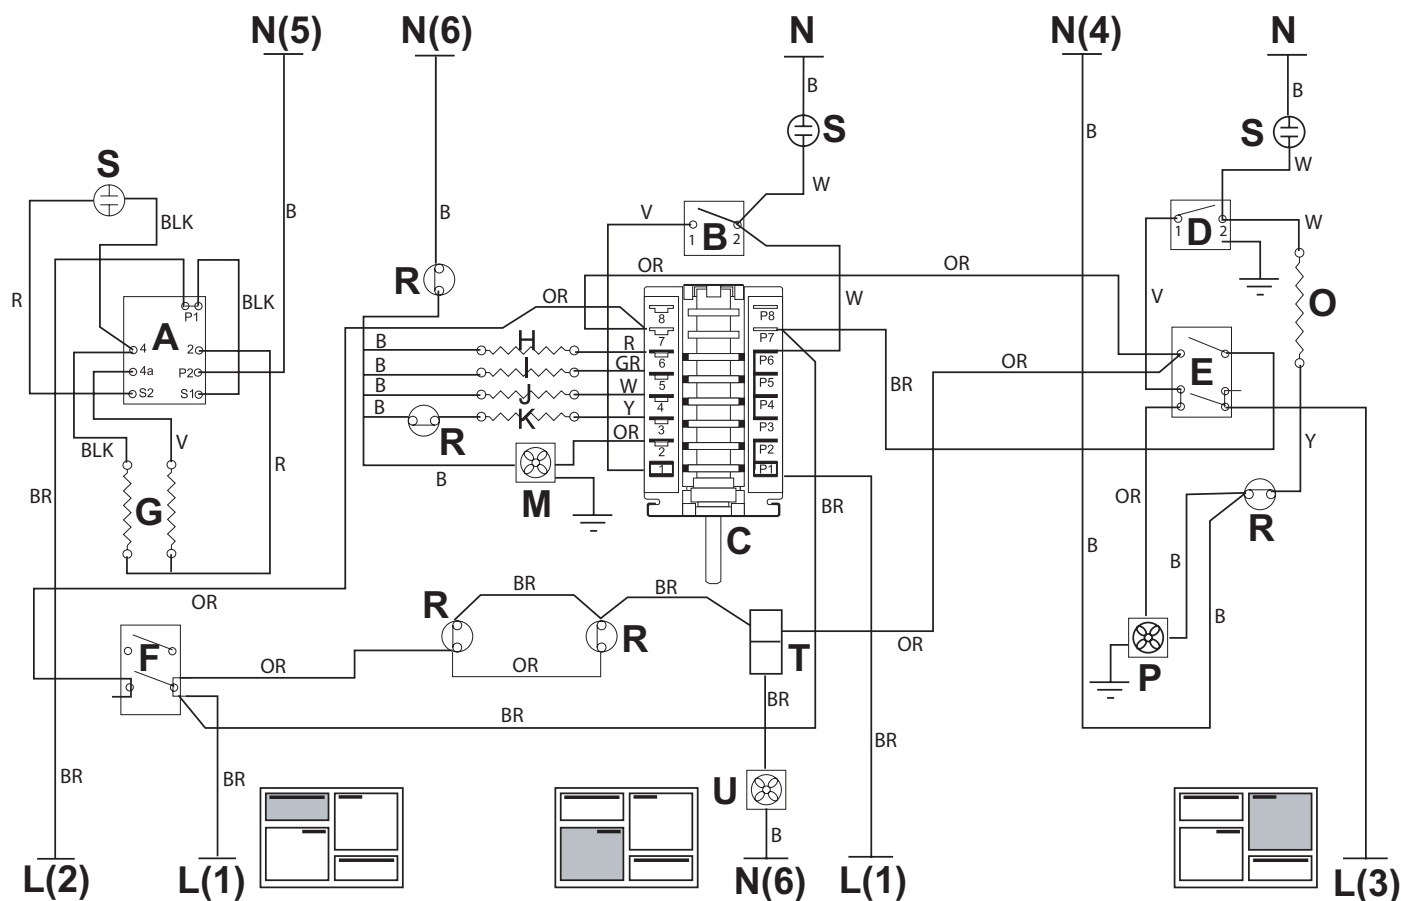 N(5) N(6) N N(4) N
B B
S S
S B
W W
BLK B B V W
B D
1 2 1 2
R OR OR
R BLK OR W V O
P1 8 P8
A B H R 7 P7
4 2 B I GR 6 P6 OR E
4a P2 B J W 5 P5 BR
S2 S1 B K Y 4 P4
R OR 3 P3
BLK V 2 P2 Y
R B 1 P1
BR G M BR OR R
C B B
R BR BR B
OR
F OR R T OR P
OR
BR
BR
BR BR U BR
B
L(2) L(1) N(6) L(1) L(3)